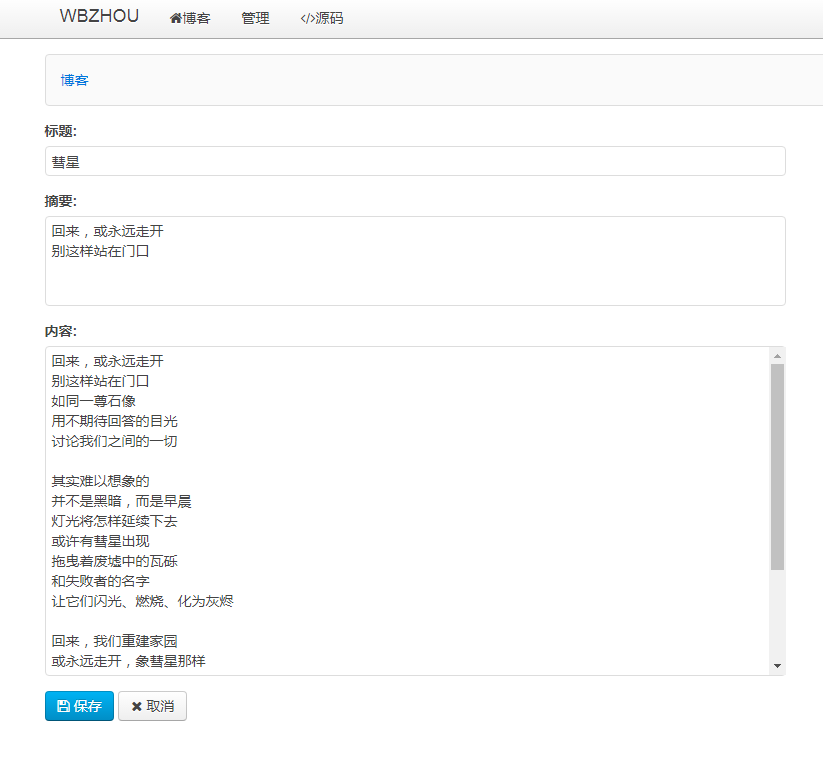 WBZHOU 博客 管理 </>源码
博客
标题:
彗星
摘要:
回来，或永远走开
别这样站在门口
内容:
回来，或永远走开
别这样站在门口
如同一尊石像
用不期待回答的目光
讨论我们之间的一切
其实难以想象的
并不是黑暗，而是早晨
灯光将怎样延续下去
或许有彗星出现
拖曳着废墟中的瓦砾
和失败者的名字
让它们闪光、燃烧、化为灰烬
回来，我们重建家园
或永远走开，象彗星那样
保存 取消